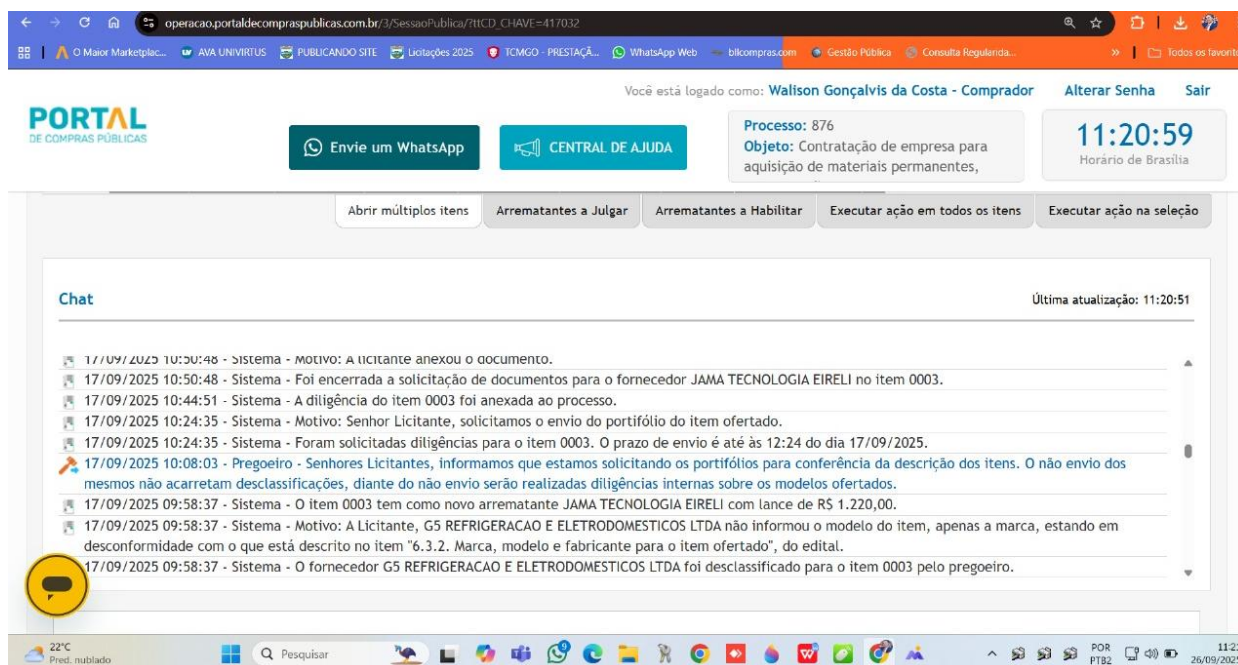 operacao.portaldecompraspublicas.com.br/3/SessaoPublica/?ttCD_CHAVE=417032
O Maior Marketplac... AVA UNIVIRTUS PUBLICANDO SITE Licitações 2025 TCMGO - PRESTAÇÃ... WhatsApp Web blkcompras.com Gestão Pública Consulta Regularida... » Todos os favorit
Você está logado como: Walison Gonçalvis da Costa - Comprador Alterar Senha Sair
PORTAL
DE COMPRAS PÚBLICAS
Envie um WhatsApp
CENTRAL DE AJUDA
Processo: 876
Objeto: Contratação de empresa para
aquisição de materiais permanentes,
11:20:59
Horário de Brasília
Abrir múltiplos itens Arrematantes a Julgar Arrematantes a Habilitar Executar ação em todos os itens Executar ação na seleção
Chat
Última atualização: 11:20:51
17/09/2025 10:50:48 - Sistema - Motivo: A licitante anexou o documento.
17/09/2025 10:50:48 - Sistema - Foi encerrada a solicitação de documentos para o fornecedor JAMA TECNOLOGIA EIRELI no item 0003.
17/09/2025 10:44:51 - Sistema - A diligência do item 0003 foi anexada ao processo.
17/09/2025 10:24:35 - Sistema - Motivo: Senhor Licitante, solicitamos o envio do portifólio do item ofertado.
17/09/2025 10:24:35 - Sistema - Foram solicitadas diligências para o item 0003. O prazo de envio é até às 12:24 do dia 17/09/2025.
17/09/2025 10:08:03 - Pregoeiro - Senhores Licitantes, informamos que estamos solicitando os portifólios para conferência da descrição dos itens. O não envio dos
mesmos não acarretam desclassificações, diante do não envio serão realizadas diligências internas sobre os modelos ofertados.
17/09/2025 09:58:37 - Sistema - O item 0003 tem como novo arrematante JAMA TECNOLOGIA EIRELI com lance de R$ 1.220,00.
17/09/2025 09:58:37 - Sistema - Motivo: A Licitante, G5 REFRIGERACAO E ELETRODOMESTICOS LTDA não informou o modelo do item, apenas a marca, estando em
desconformidade com o que está descrito no item "6.3.2. Marca, modelo e fabricante para o item ofertado", do edital.
17/09/2025 09:58:37 - Sistema - O fornecedor G5 REFRIGERACAO E ELETRODOMESTICOS LTDA foi desclassificado para o item 0003 pelo pregoeiro.
22°C
Pred. nublado
Pesquisar
POR
PTB2
11:2
26/09/2025